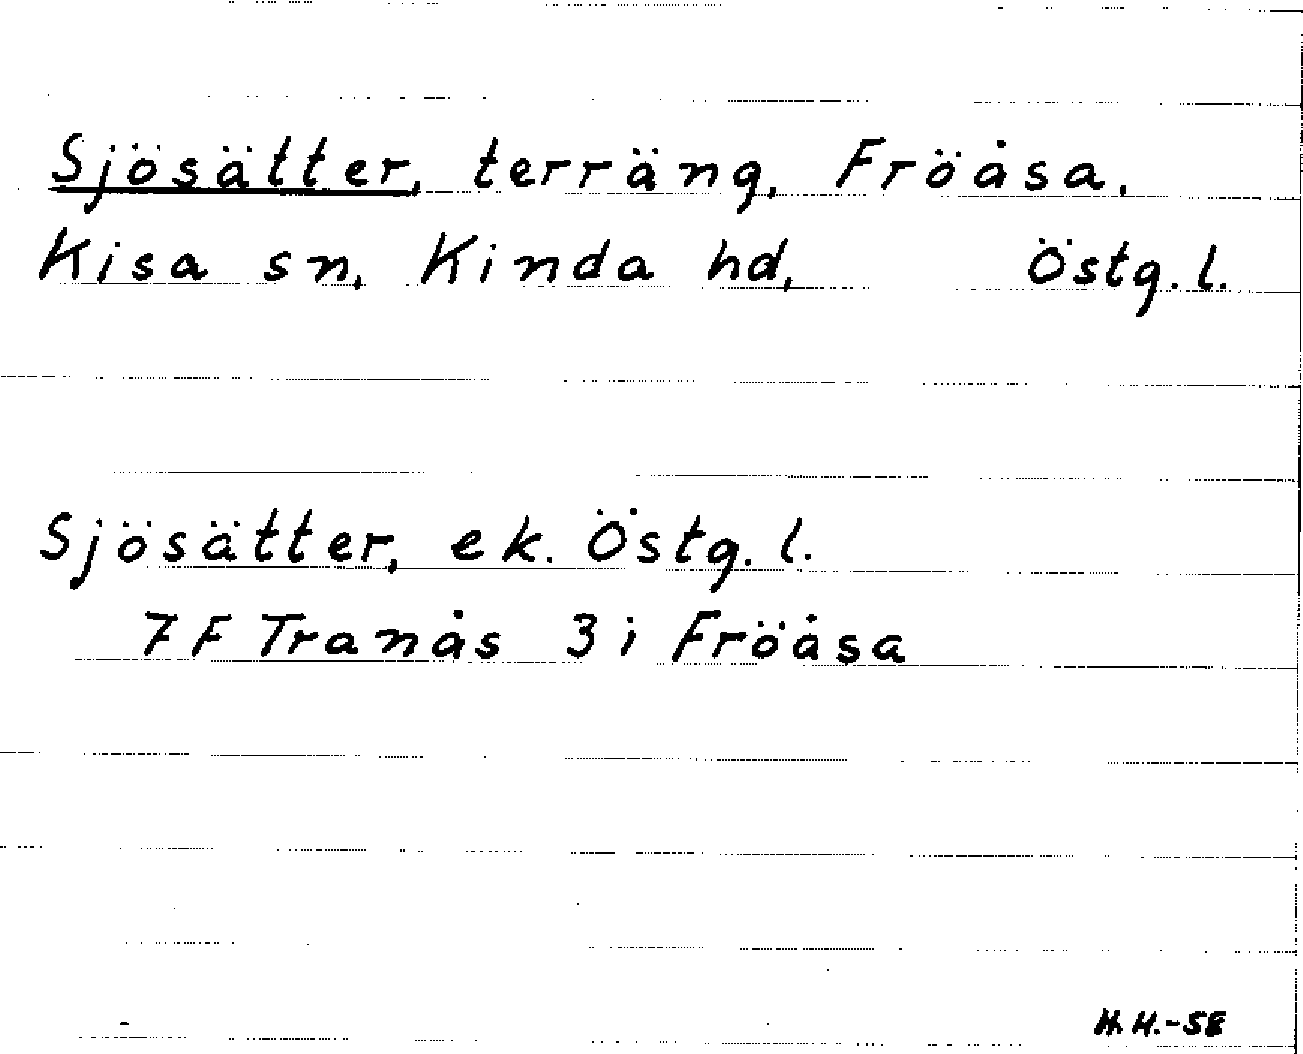 Sjösätter, terräng, Fröåsa,
Kisa sn, Kinda hd, Östg. l.
Sjösätter, ek. Östg. l.
7 F Tranås 3 i Fröåsa
H. H.-58